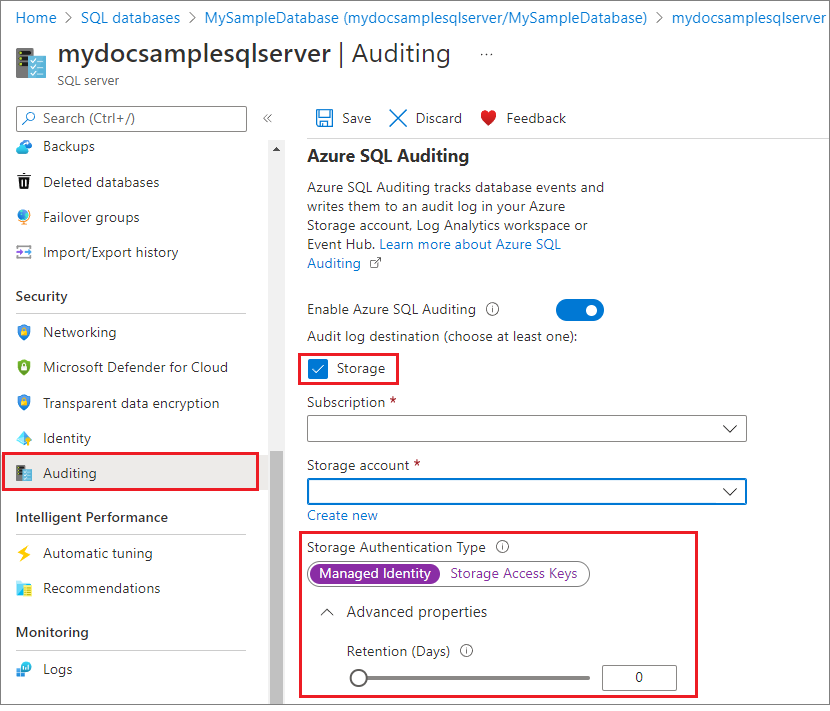 Home > SQL databases > MySampleDatabase (mydocsamplesqlserver/MySampleDatabase) > mydocsamplesqlserver
mydocsamplesqlserver | Auditing ...
SQL server
Search (Ctrl+/)
«
Backups
Deleted databases
Failover groups
Import/Export history
Security
Networking
Microsoft Defender for Cloud
Transparent data encryption
Identity
Auditing
Intelligent Performance
Automatic tuning
Recommendations
Monitoring
Logs
Save Discard Feedback
Azure SQL Auditing
Azure SQL Auditing tracks database events and
writes them to an audit log in your Azure
Storage account, Log Analytics workspace or
Event Hub. Learn more about Azure SQL
Auditing
Enable Azure SQL Auditing
Audit log destination (choose at least one):
Storage
Subscription *
Storage account *
Create new
Storage Authentication Type
Managed Identity Storage Access Keys
Advanced properties
Retention (Days)
0